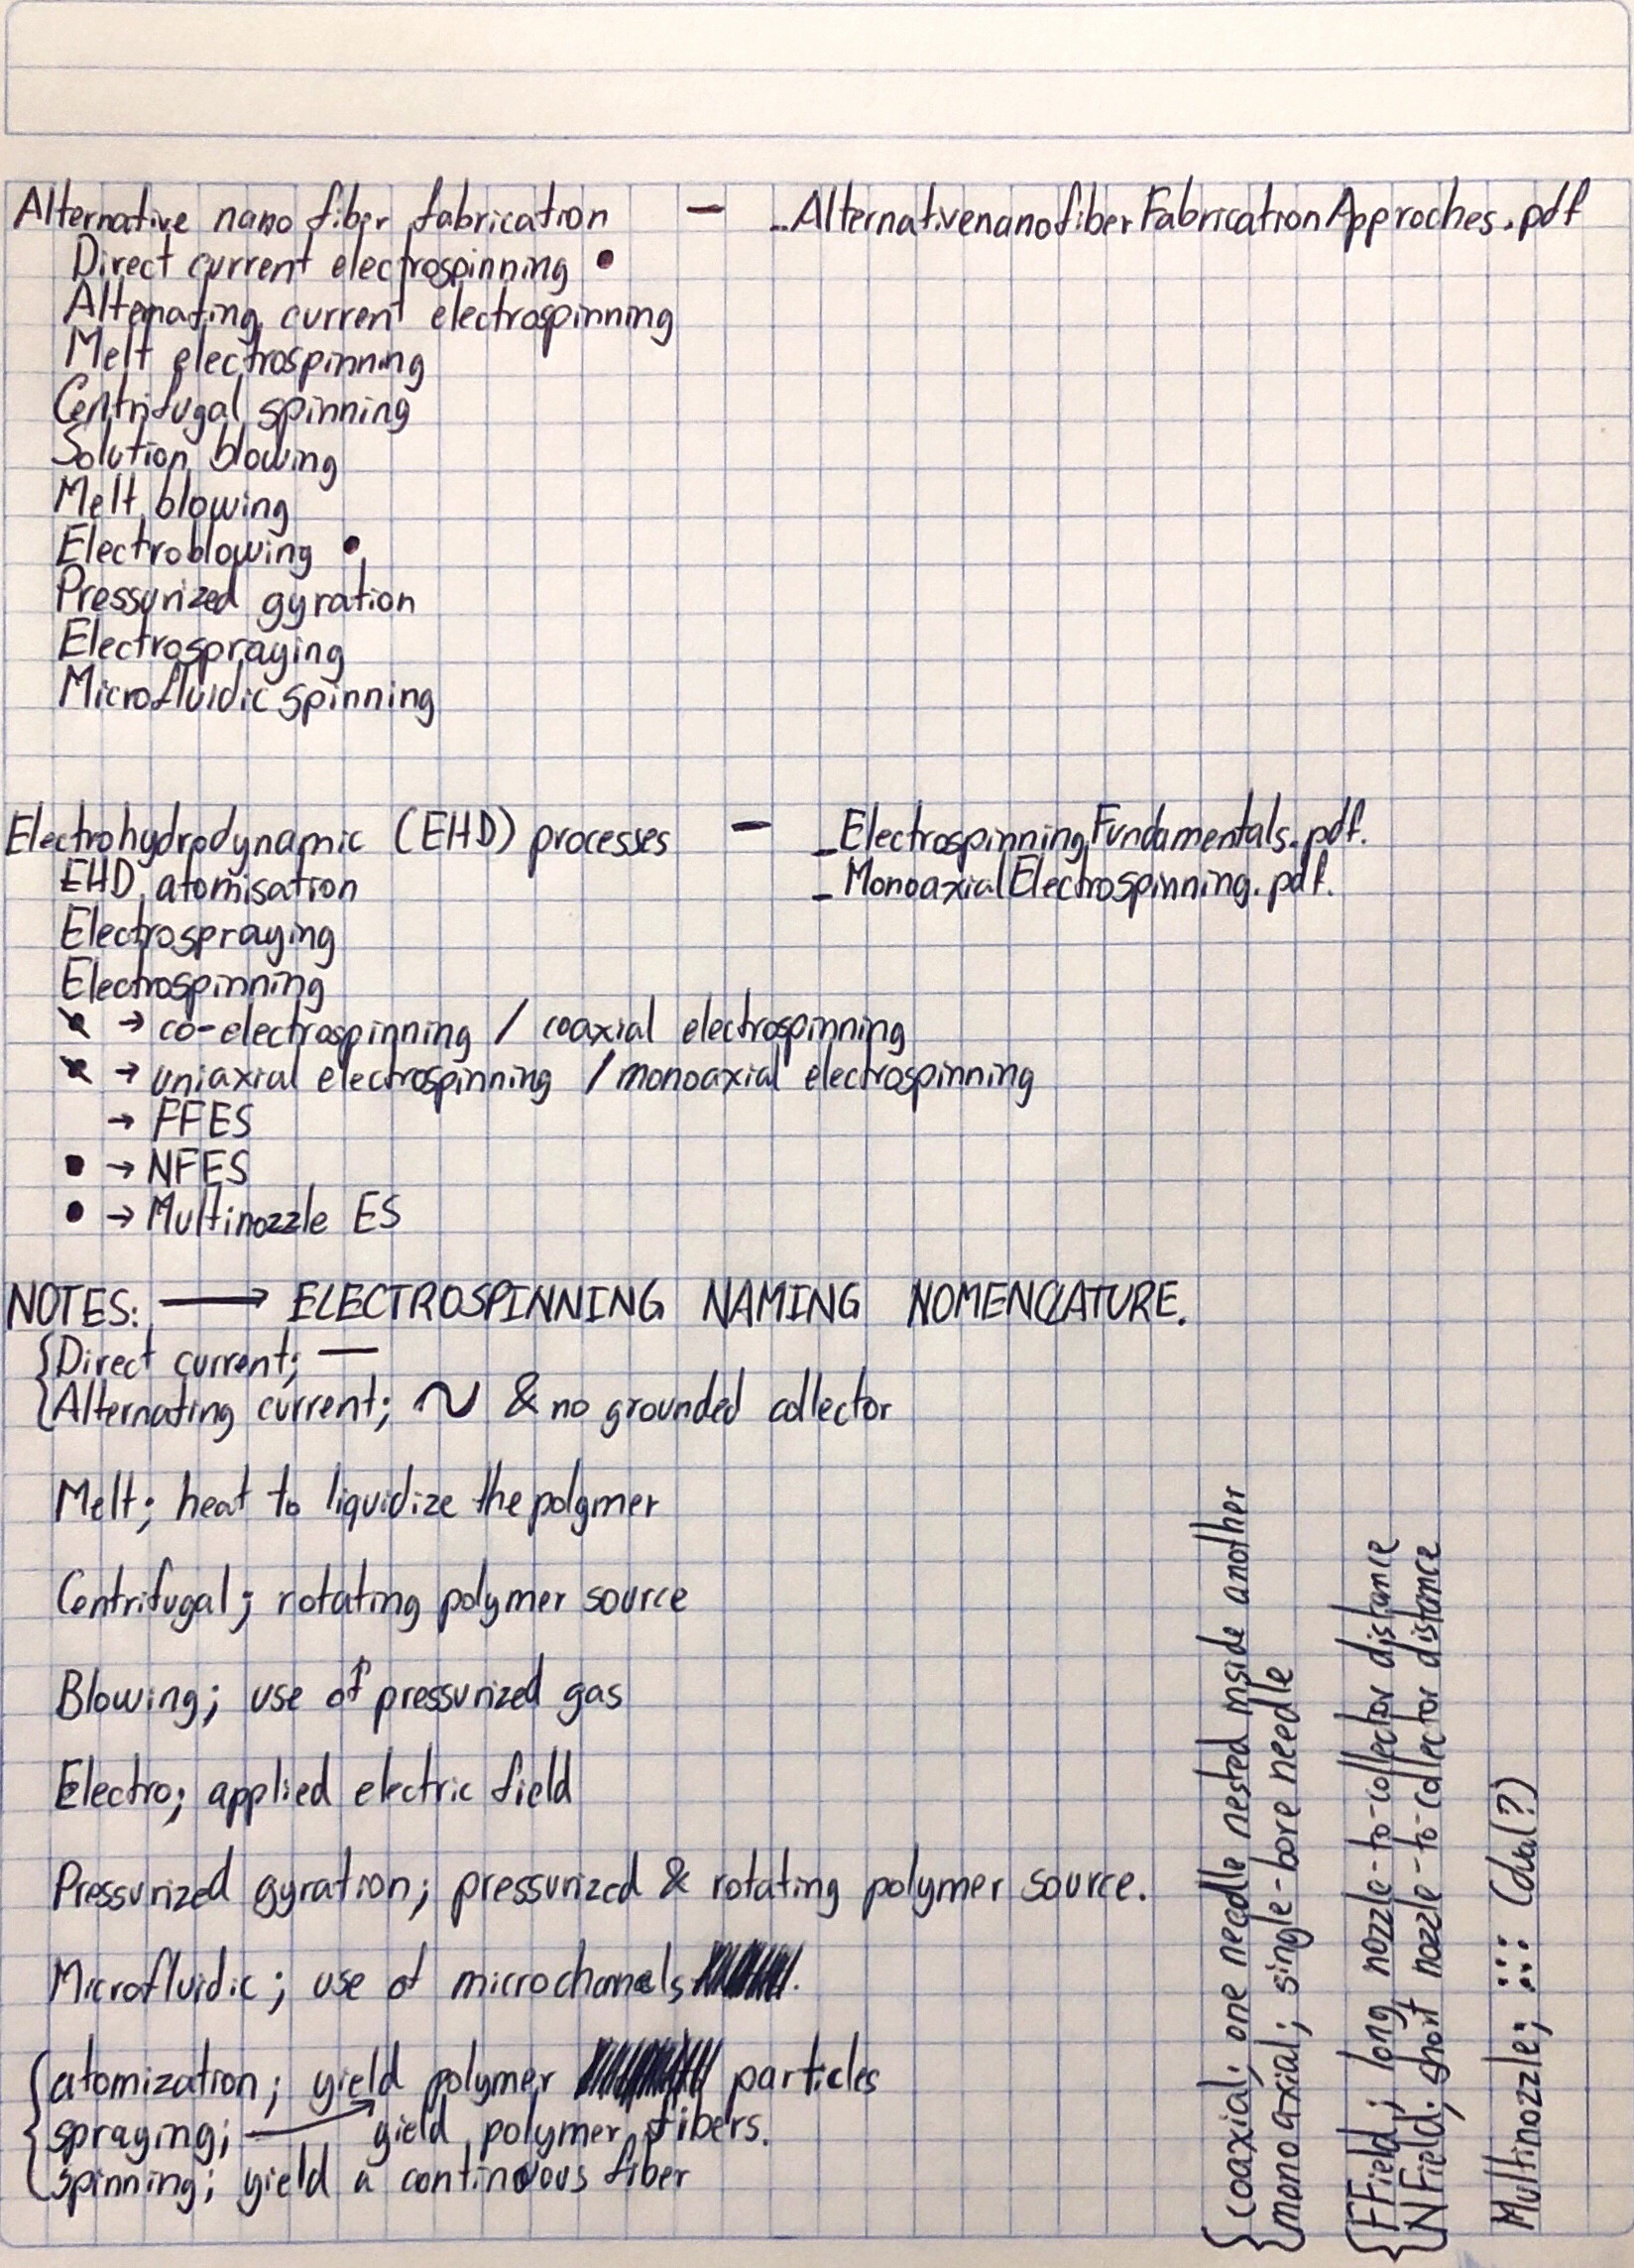 Alternative nano fiber fabrication — _AlternativenanofiberFabricationApproches.pdf
Direct current electrospinning •
Alternating current electrospinning
Melt electrospinning
Centrifugal spinning
Solution blowing
Melt blowing
Electroblowing •
Pressurized gyration
Electrospraying
Microfluidic spinning
Electrohydrodynamic (EHD) processes — _ElectrospinningFundamentals.pdf.
EHD atomisation _MonoaxialElectrospinning.pdf.
Electrospraying
Electrospinning
→ co-electrospinning / coaxial electrospinning
→ uniaxial electrospinning / monoaxial electrospinning
→ FFES
• → NFES
• → Multinozzle ES
NOTES: → ELECTROSPINNING NAMING NOMENCLATURE.
{Direct current; —
Alternating current; ~ & no grounded collector
Melt; heat to liquidize the polymer
Centrifugal; rotating polymer source
Blowing; use of pressurized gas
Electro; applied electric field
Pressurized gyration; pressurized & rotating polymer source.
Microfluidic; use of microchanels.
{atomization; yield polymer particles
spraying; → yield polymer fibers.
spinning; yield a continuous fiber
{coaxial; one needle nested inside another
monoaxial; single-bore needle
{FField; long nozzle-to-collector distance
NField; short nozzle-to-collector distance
Multinozzle; :·:·: (dual?)